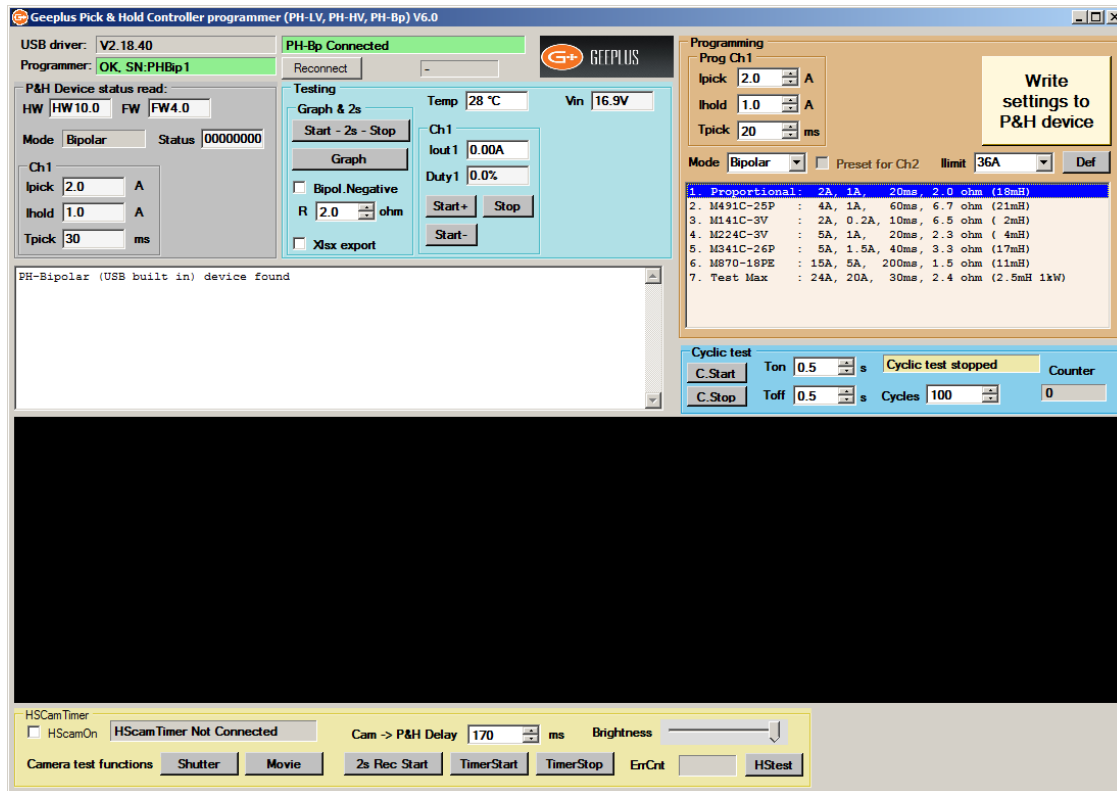 Geeplus Pick & Hold Controller programmer (PH-LV, PH-HV, PH-Bp) V6.0
USB driver: V2.18.40
Programmer: OK, SN:PHBip1
PH-Bp Connected
Reconnect -
G+ GEEPLUS
P&H Device status read:
HW HW10.0 FW FW4.0
Mode Bipolar Status 00000000
Ch1
Ipick 2.0 A
Ihold 1.0 A
Tpick 30 ms
Testing
Graph & 2s
Start - 2s - Stop
Graph
Bipol.Negative
R 2.0 ohm
Xlsx export
Temp 28 °C Vin 16.9V
Ch1
Iout1 0.00A
Duty1 0.0%
Start+ Stop
Start-
Programming
Prog Ch1
Ipick 2.0 A
Ihold 1.0 A
Tpick 20 ms
Write
settings to
P&H device
Mode Bipolar Preset for Ch2 Ilimit 36A Def
1. Proportional: 2A, 1A, 20ms, 2.0 ohm (18mH)
2. M491C-25P : 4A, 1A, 60ms, 6.7 ohm (21mH)
3. M141C-3V : 2A, 0.2A, 10ms, 6.5 ohm ( 2mH)
4. M224C-3V : 5A, 1A, 20ms, 2.3 ohm ( 4mH)
5. M341C-26P : 5A, 1.5A, 40ms, 3.3 ohm (17mH)
6. M870-18PE : 15A, 5A, 200ms, 1.5 ohm (11mH)
7. Test Max : 24A, 20A, 30ms, 2.4 ohm (2.5mH 1kW)
PH-Bipolar (USB built in) device found
Cyclic test
C.Start Ton 0.5 s Cyclic test stopped Counter
C.Stop Toff 0.5 s Cycles 100 0
HSCamTimer
HScamOn HScamTimer Not Connected Cam -> P&H Delay 170 ms Brightness
Camera test functions Shutter Movie 2s Rec Start TimerStart TimerStop ErrCnt HStest